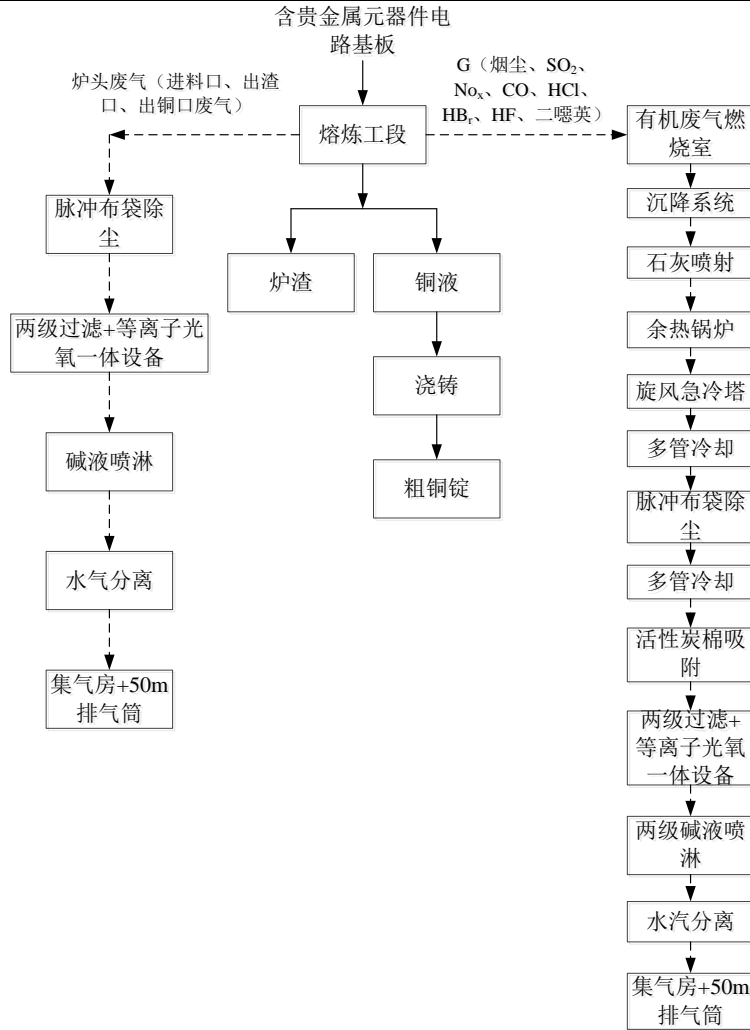 含贵金属元器件电
路基板
炉头废气（进料口、出渣
口、出铜口废气）
G（烟尘、SO₂、
Noₓ、CO、HCl、
HBᵣ、HF、二噁英）
熔炼工段
有机废气燃
烧室
脉冲布袋除
尘
沉降系统
炉渣
铜液
石灰喷射
两级过滤+等离子光
氧一体设备
余热锅炉
浇铸
旋风急冷塔
碱液喷淋
多管冷却
粗铜锭
脉冲布袋除
尘
水气分离
多管冷却
活性炭棉吸
附
集气房+50m
排气筒
两级过滤+
等离子光氧
一体设备
两级碱液喷
淋
水汽分离
集气房+50m
排气筒